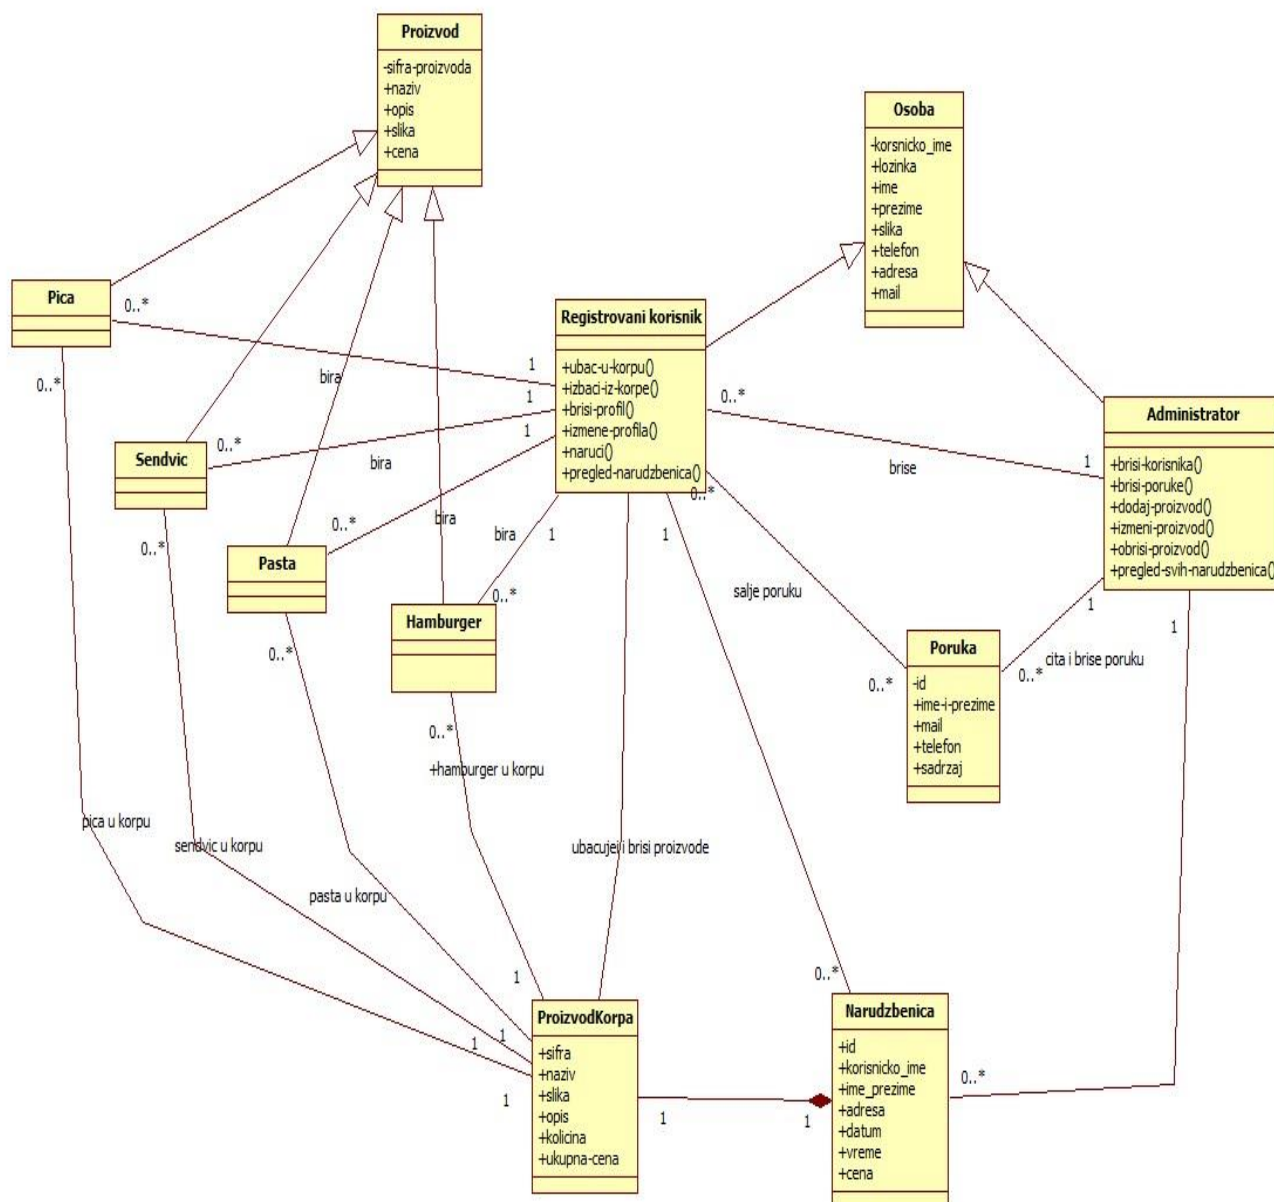 Proizvod
-sifra-proizvoda
+naziv
+opis
+slika
+cena
Osoba
-korsnicko_ime
+lozinka
+ime
+prezime
+slika
+telefon
+adresa
+mail
Pica
0..*
0..*
Registrovani korisnik
+ubac-u-korpu()
+izbaci-iz-korpe()
+brisi-profil()
+izmene-profila()
+naruci()
+pregled-narudzbenica()
1
bira
1
1
0..*
Administrator
+brisi-korisnika()
+brisi-poruke()
+dodaj-proizvod()
+izmeni-proizvod()
+obrisi-proizvod()
+pregled-svih-narudzbenica()
brise
1
Sendvic
0..*
bira
0..*
0..*
0..*
bira
bira
1
1
0..*
Pasta
0..*
0..*
Hamburger
salje poruku
1
1
Poruka
-id
+ime-i-prezime
+mail
+telefon
+sadrzaj
cita i brise poruku
0..*
0..*
0..*
+hamburger u korpu
pica u korpu
sendvic u korpu
ubacujei i brisi proizvode
pasta u korpu
1
0..*
ProizvodKorpa
+sifra
+naziv
+slika
+opis
+kolicina
+ukupna-cena
Narudzbenica
+id
+korisnicko_ime
+ime_prezime
+adresa
+datum
+vreme
+cena
1
1
0..*
1
1
1